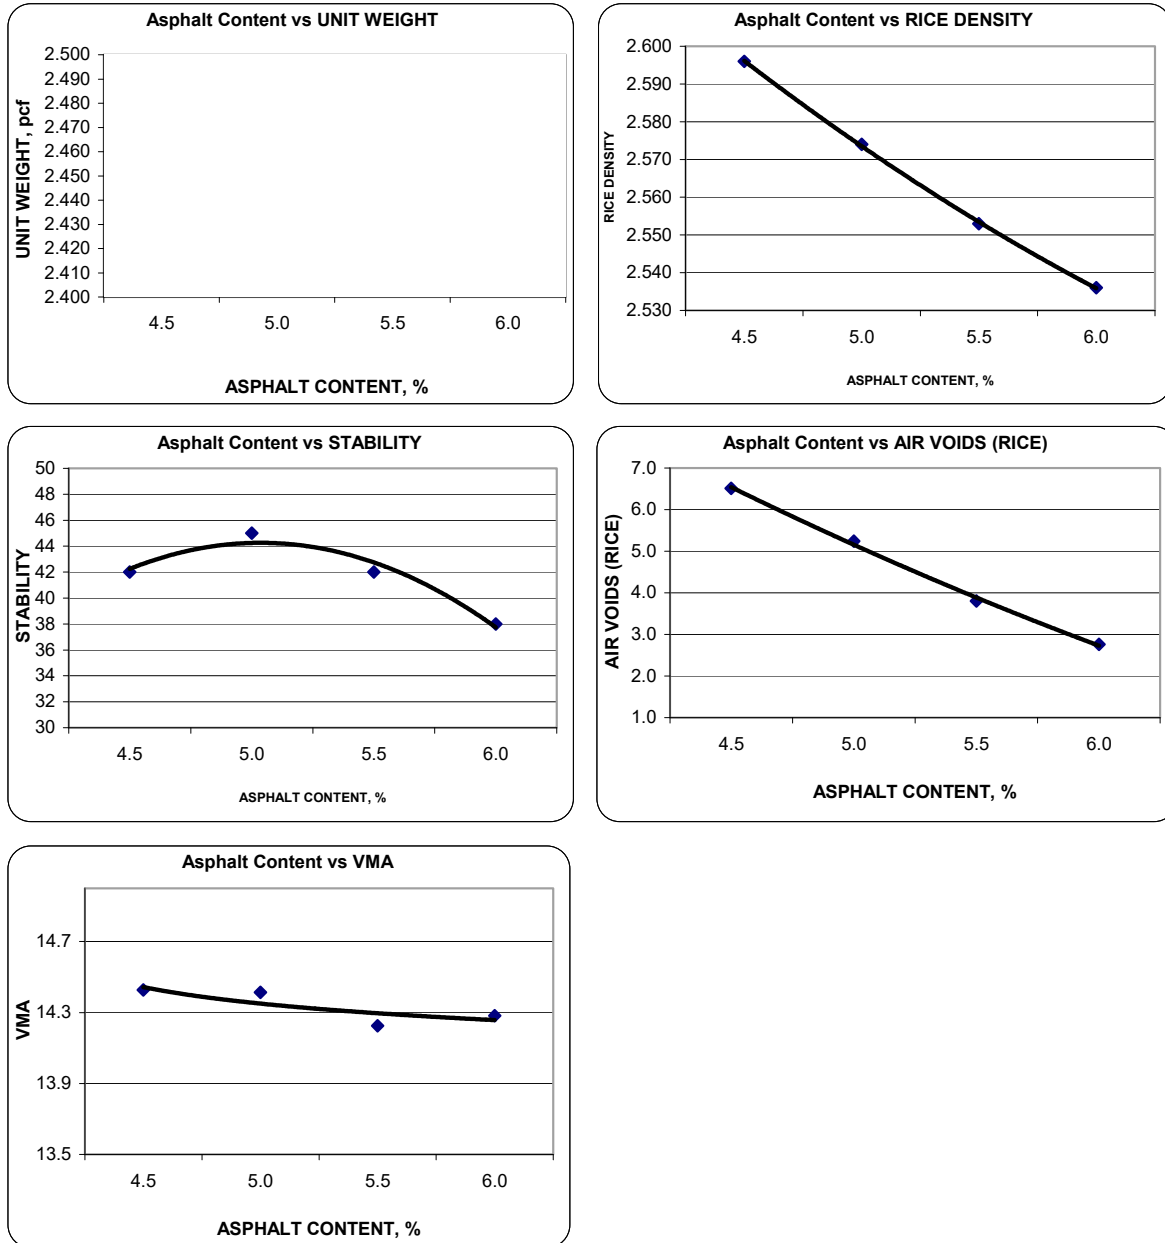 Asphalt Content vs UNIT WEIGHT
UNIT WEIGHT, pcf
2.500
2.490
2.480
2.470
2.460
2.450
2.440
2.430
2.420
2.410
2.400
4.5 5.0 5.5 6.0
ASPHALT CONTENT, %
Asphalt Content vs RICE DENSITY
RICE DENSITY
2.600
2.590
2.580
2.570
2.560
2.550
2.540
2.530
4.5 5.0 5.5 6.0
ASPHALT CONTENT, %
Asphalt Content vs STABILITY
STABILITY
50
48
46
44
42
40
38
36
34
32
30
4.5 5.0 5.5 6.0
ASPHALT CONTENT, %
Asphalt Content vs AIR VOIDS (RICE)
AIR VOIDS (RICE)
7.0
6.0
5.0
4.0
3.0
2.0
1.0
4.5 5.0 5.5 6.0
ASPHALT CONTENT, %
Asphalt Content vs VMA
VMA
14.7
14.3
13.9
13.5
4.5 5.0 5.5 6.0
ASPHALT CONTENT, %